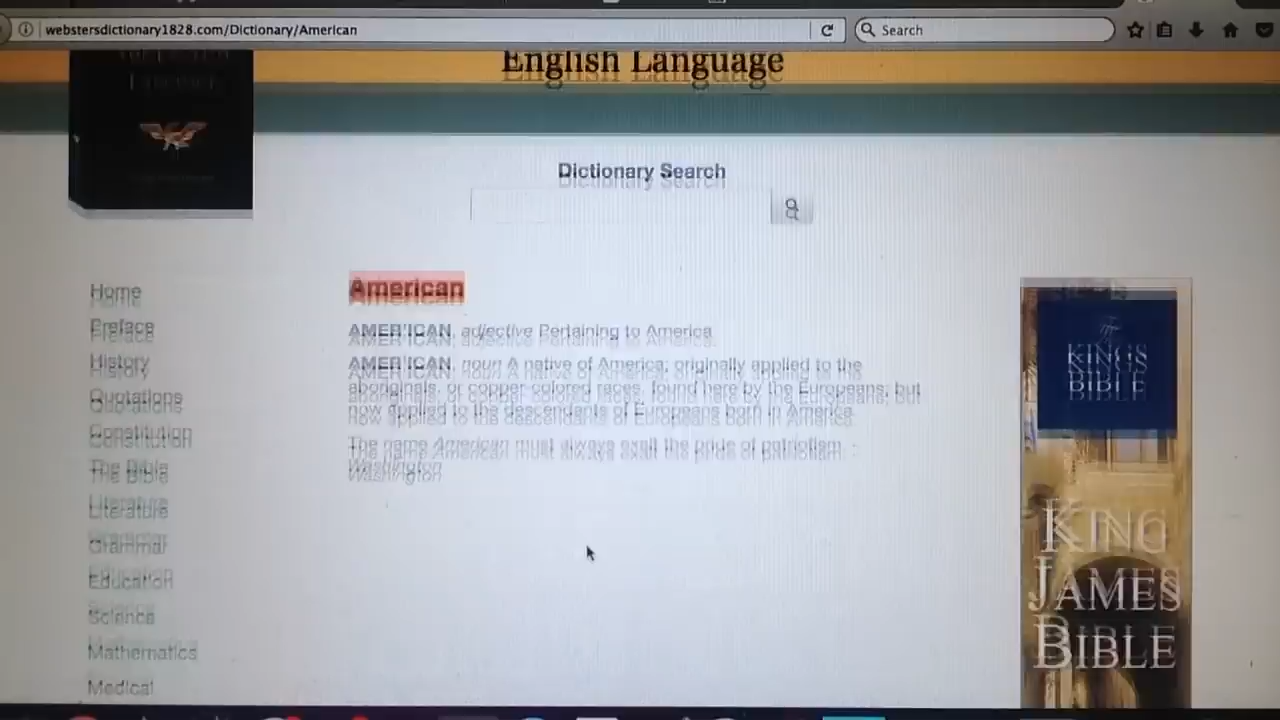 webstersdictionary1828.com/Dictionary/American
Search
English Language
Dictionary Search
Home
Preface
History
Quotations
Constitution
The Bible
Literature
Grammar
Education
Science
Mathematics
Medical
American
AMER'ICAN, adjective Pertaining to America.
AMER'ICAN, noun A native of America; originally applied to the
aboriginals, or copper-colored races, found here by the Europeans; but
now applied to the descendants of Europeans born in America.
The name American must always exalt the pride of patriotism.
Washington
KINGS
BIBLE
KING
JAMES
BIBLE